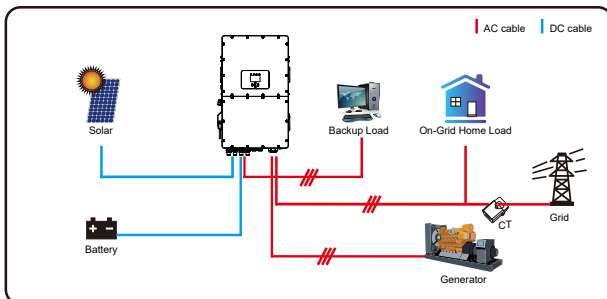 AC cable
DC cable
Solar
Backup Load
On-Grid Home Load
CT
Grid
Battery
Generator